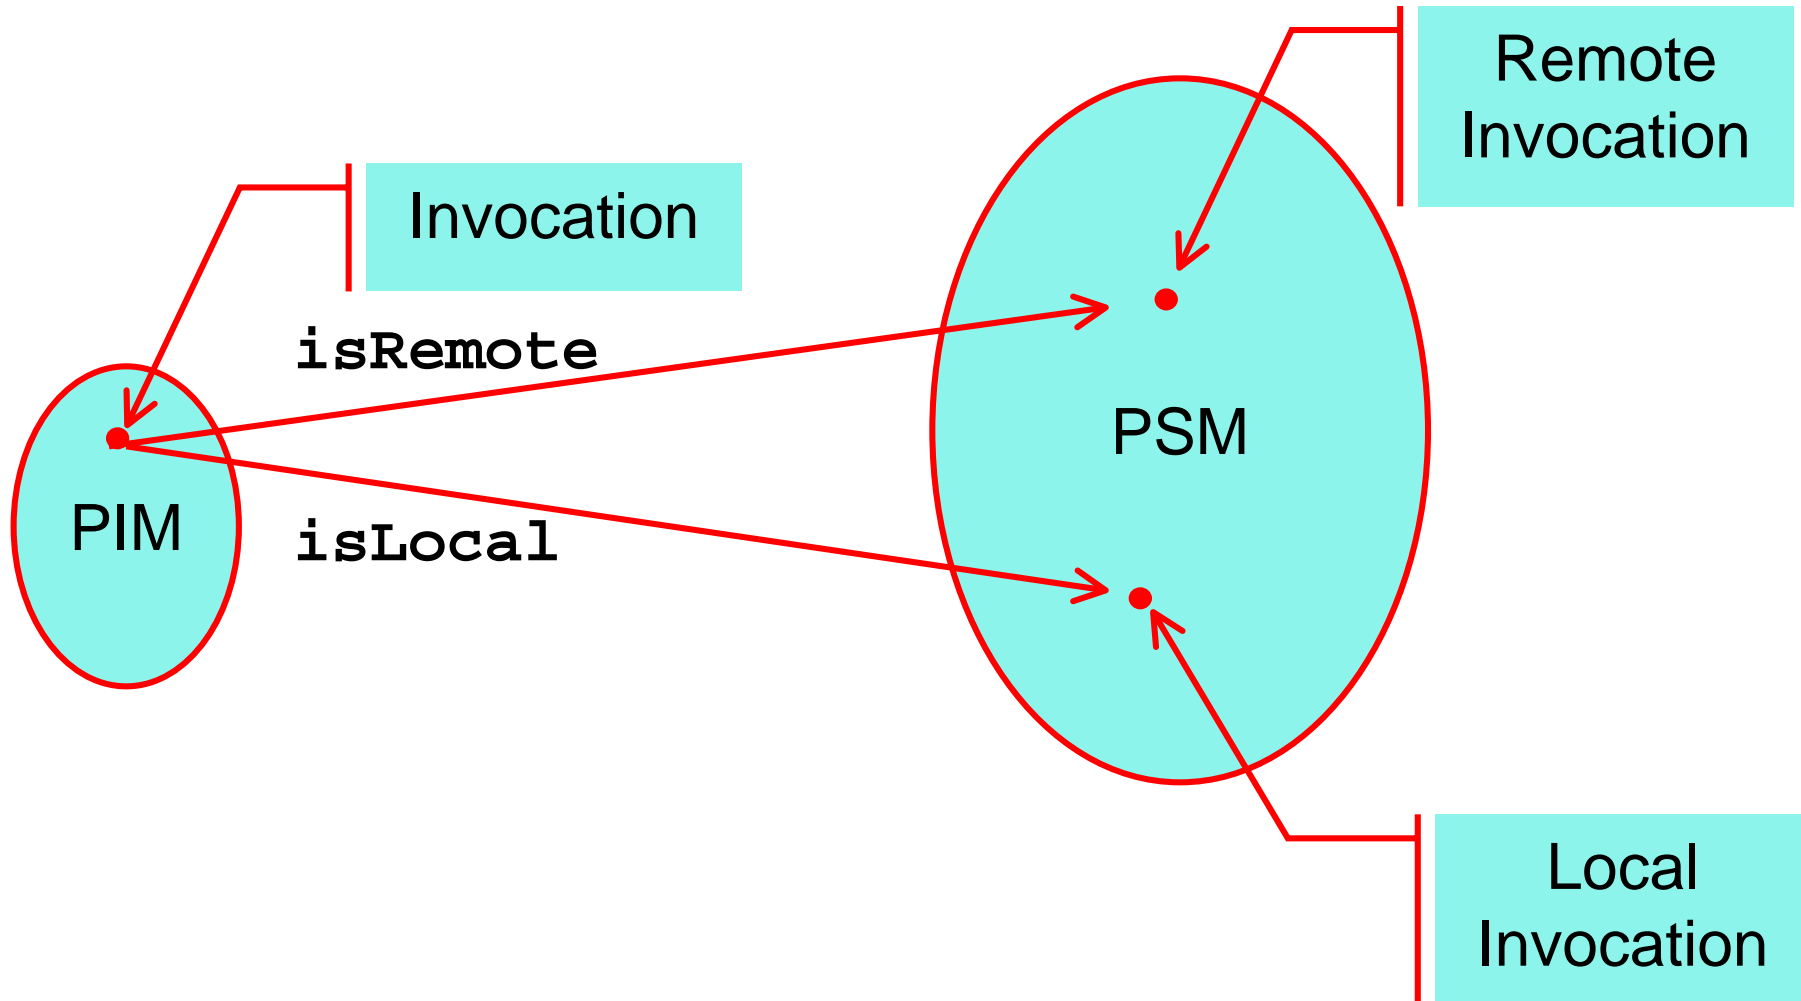 Remote
Invocation
Invocation
isRemote
PSM
PIM
isLocal
Local
Invocation